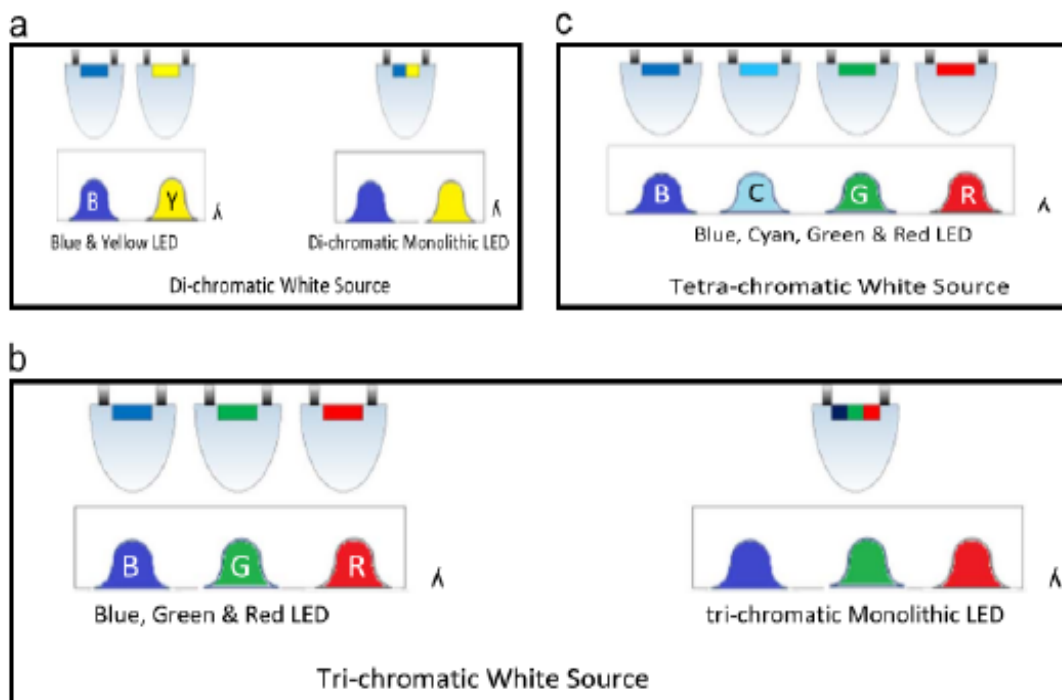 a
B Y λ
Blue & Yellow LED
λ
Di-chromatic Monolithic LED
Di-chromatic White Source
c
B C G R λ
Blue, Cyan, Green & Red LED
Tetra-chromatic White Source
b
B G R λ
Blue, Green & Red LED
λ
tri-chromatic Monolithic LED
Tri-chromatic White Source